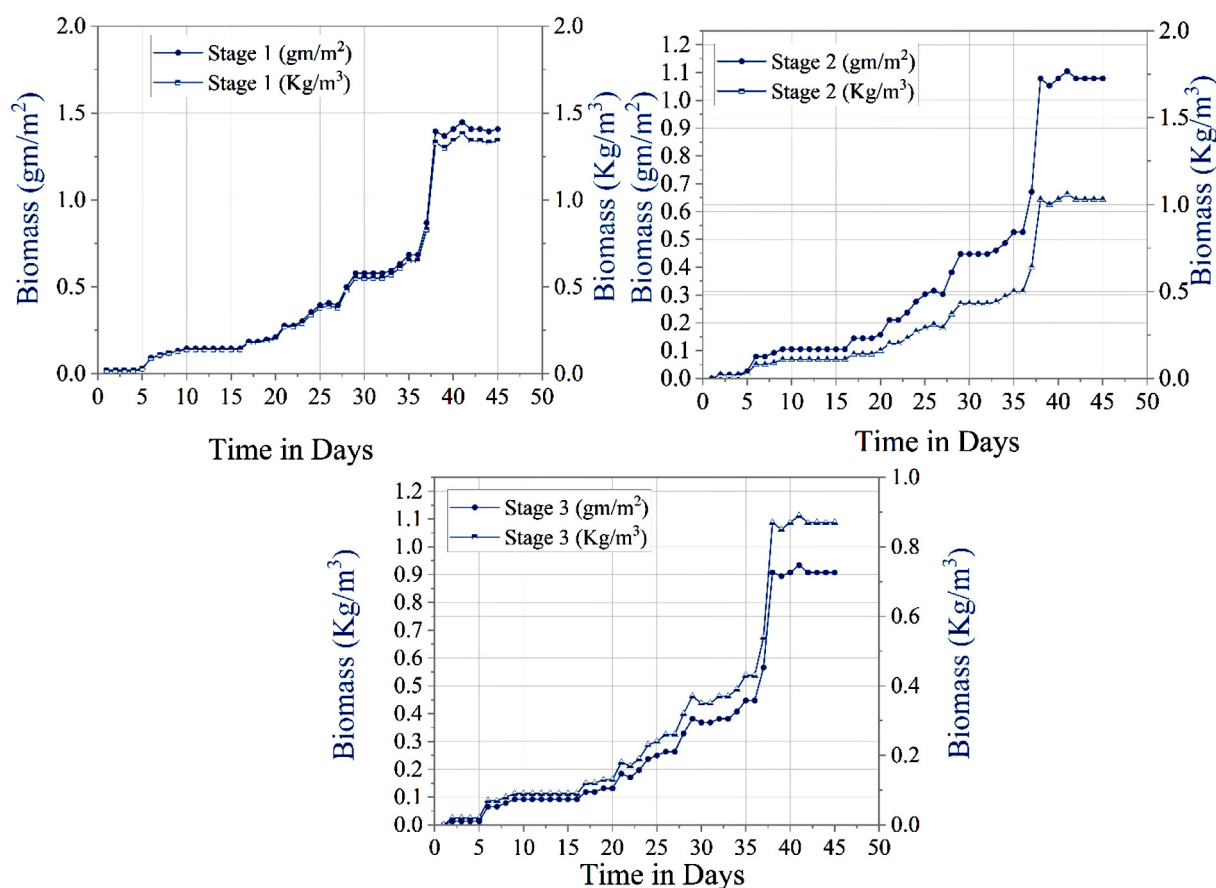 Stage 1 (gm/m²)
Stage 1 (Kg/m³)
Biomass (gm/m²)
2.0
1.5
1.0
0.5
0.0
2.0
1.5
1.0
0.5
0.0
Biomass (Kg/m³)
0 5 10 15 20 25 30 35 40 45 50
Time in Days
Stage 2 (gm/m²)
Stage 2 (Kg/m³)
Biomass (gm/m²)
1.2
1.1
1.0
0.9
0.8
0.7
0.6
0.5
0.4
0.3
0.2
0.1
0.0
2.0
1.5
1.0
0.5
0.0
Biomass (Kg/m³)
0 5 10 15 20 25 30 35 40 45 50
Time in Days
Stage 3 (gm/m²)
Stage 3 (Kg/m³)
Biomass (Kg/m³)
1.2
1.1
1.0
0.9
0.8
0.7
0.6
0.5
0.4
0.3
0.2
0.1
0.0
1.0
0.8
0.6
0.4
0.2
0.0
Biomass (Kg/m³)
0 5 10 15 20 25 30 35 40 45 50
Time in Days